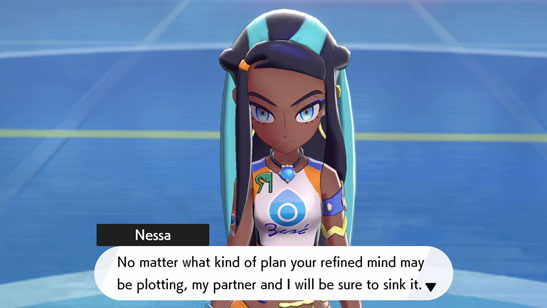 Nessa
No matter what kind of plan your refined mind may
be plotting, my partner and I will be sure to sink it.